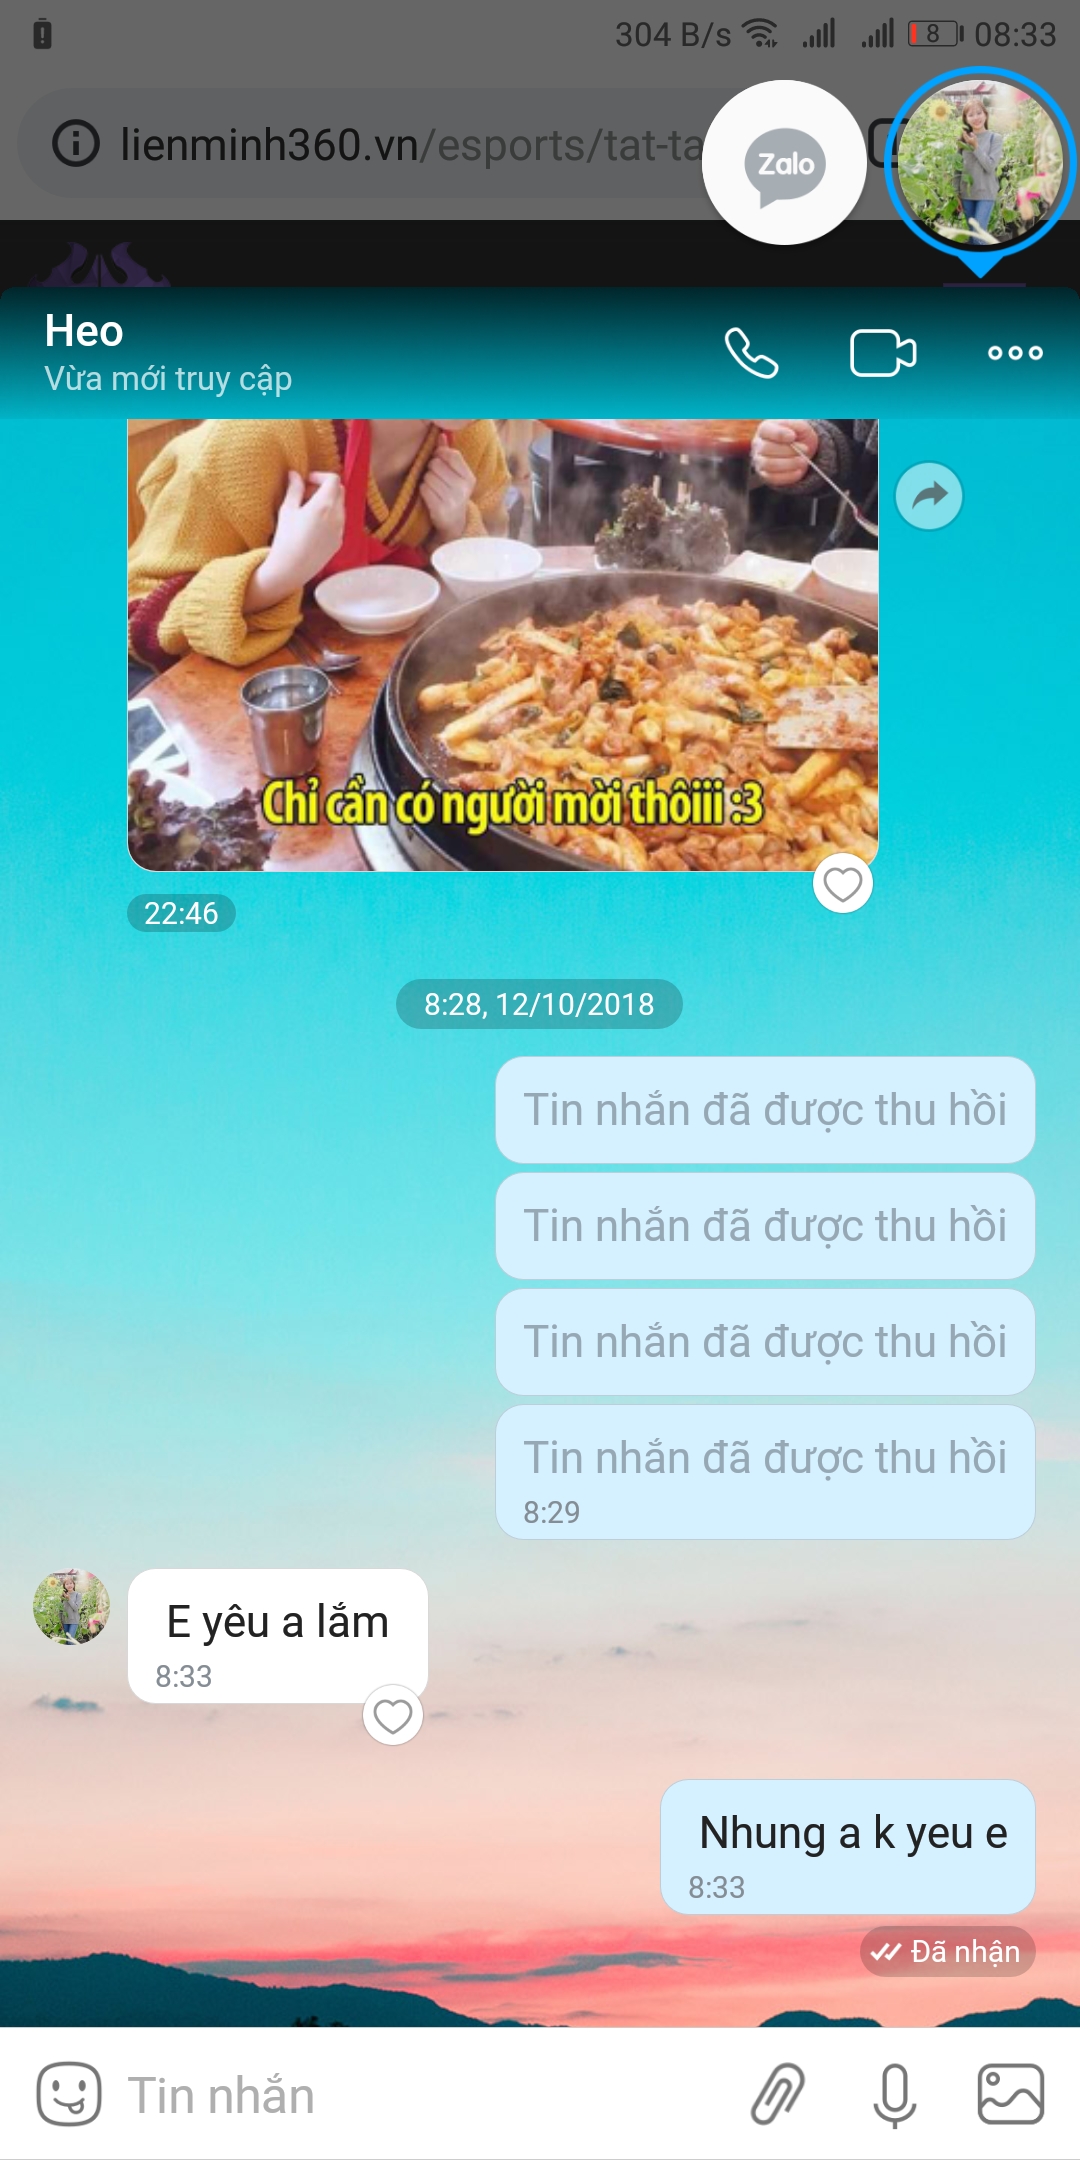 304 B/s 8 08:33
lienminh360.vn/esports/tat-ta
Zalo
Heo
Vừa mới truy cập
Chỉ cần có người mời thôiii :3
22:46
8:28, 12/10/2018
Tin nhắn đã được thu hồi
Tin nhắn đã được thu hồi
Tin nhắn đã được thu hồi
Tin nhắn đã được thu hồi
8:29
E yêu a lắm
8:33
Nhung a k yeu e
8:33
Đã nhận
Tin nhắn